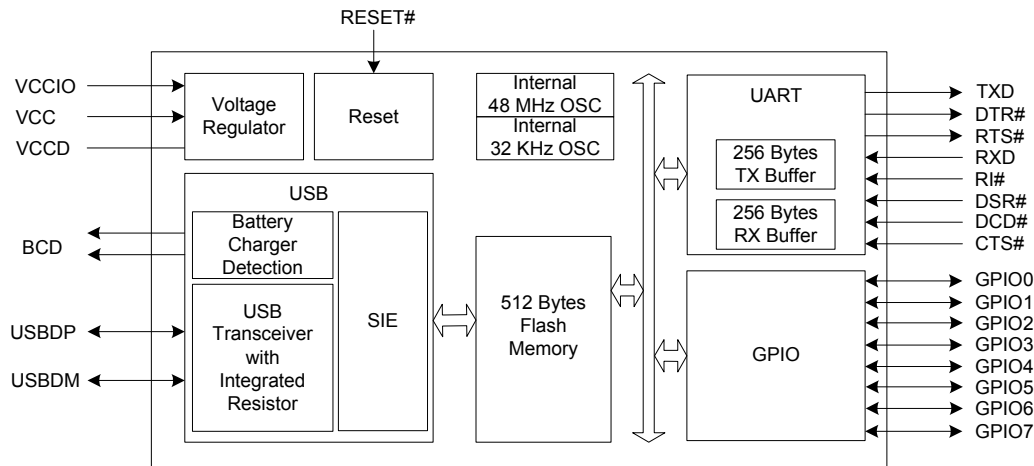 RESET#
VCCIO
VCC
VCCD
Voltage
Regulator
Reset
Internal
48 MHz OSC
Internal
32 KHz OSC
UART
256 Bytes
TX Buffer
256 Bytes
RX Buffer
TXD
DTR#
RTS#
RXD
RI#
DSR#
DCD#
CTS#
USB
Battery
Charger
Detection
BCD
USB
Transceiver
with
Integrated
Resistor
USBDP
USBDM
SIE
512 Bytes
Flash
Memory
GPIO
GPIO0
GPIO1
GPIO2
GPIO3
GPIO4
GPIO5
GPIO6
GPIO7